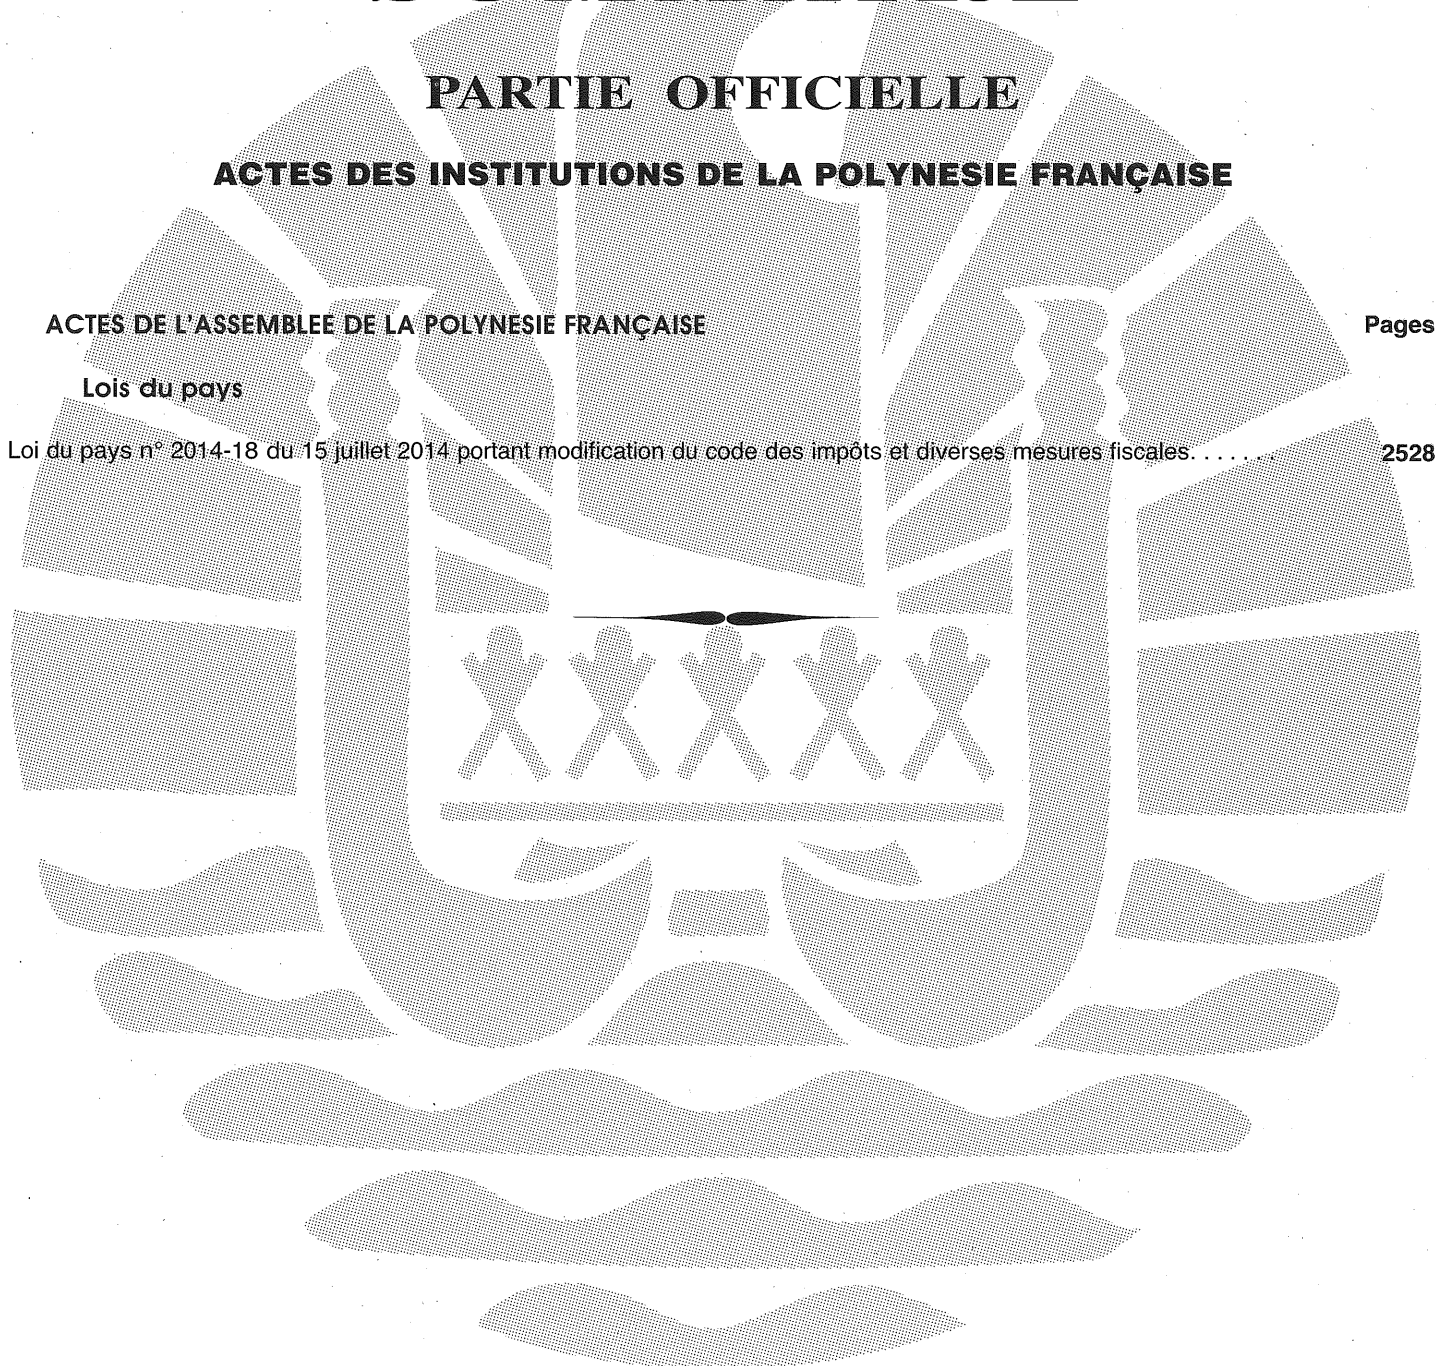 PARTIE OFFICIELLE
ACTES DES INSTITUTIONS DE LA POLYNESIE FRANÇAISE
ACTES DE L'ASSEMBLEE DE LA POLYNESIE FRANÇAISE Pages
Lois du pays
Loi du pays n° 2014-18 du 15 juillet 2014 portant modification du code des impôts et diverses mesures fiscales. . . . . . . 2528